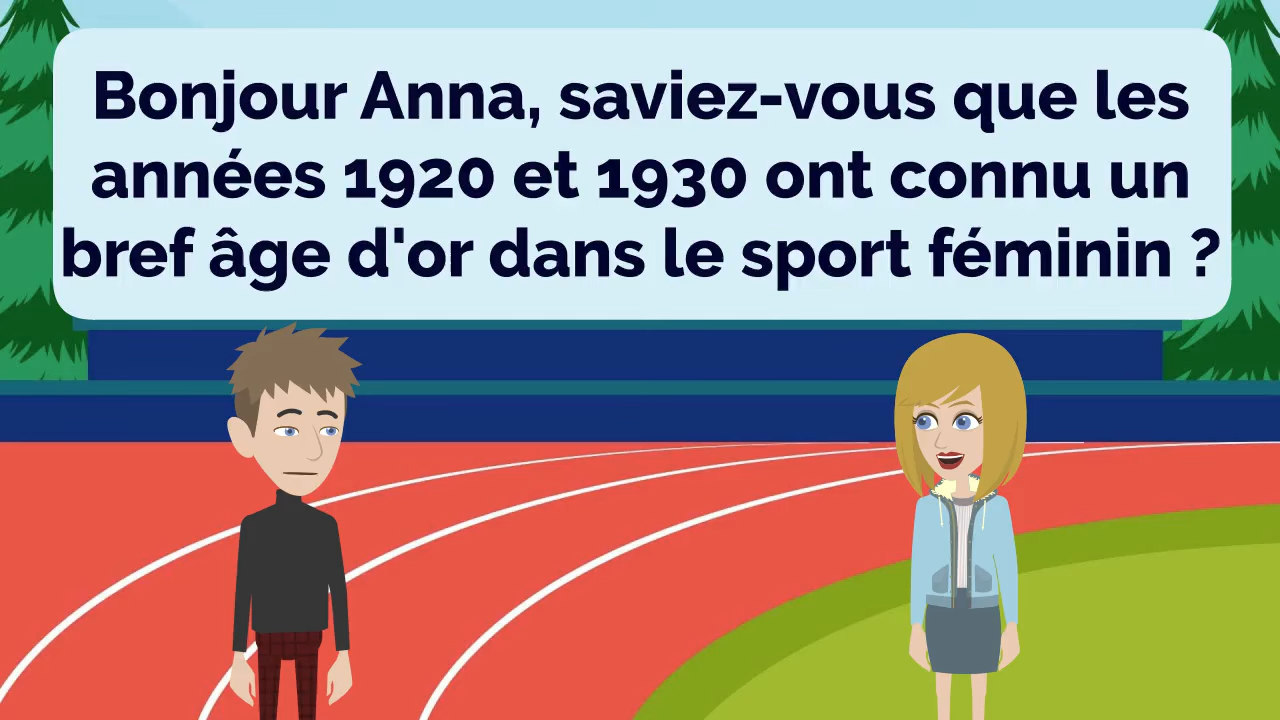 Bonjour Anna, saviez-vous que les
années 1920 et 1930 ont connu un
bref âge d'or dans le sport féminin ?